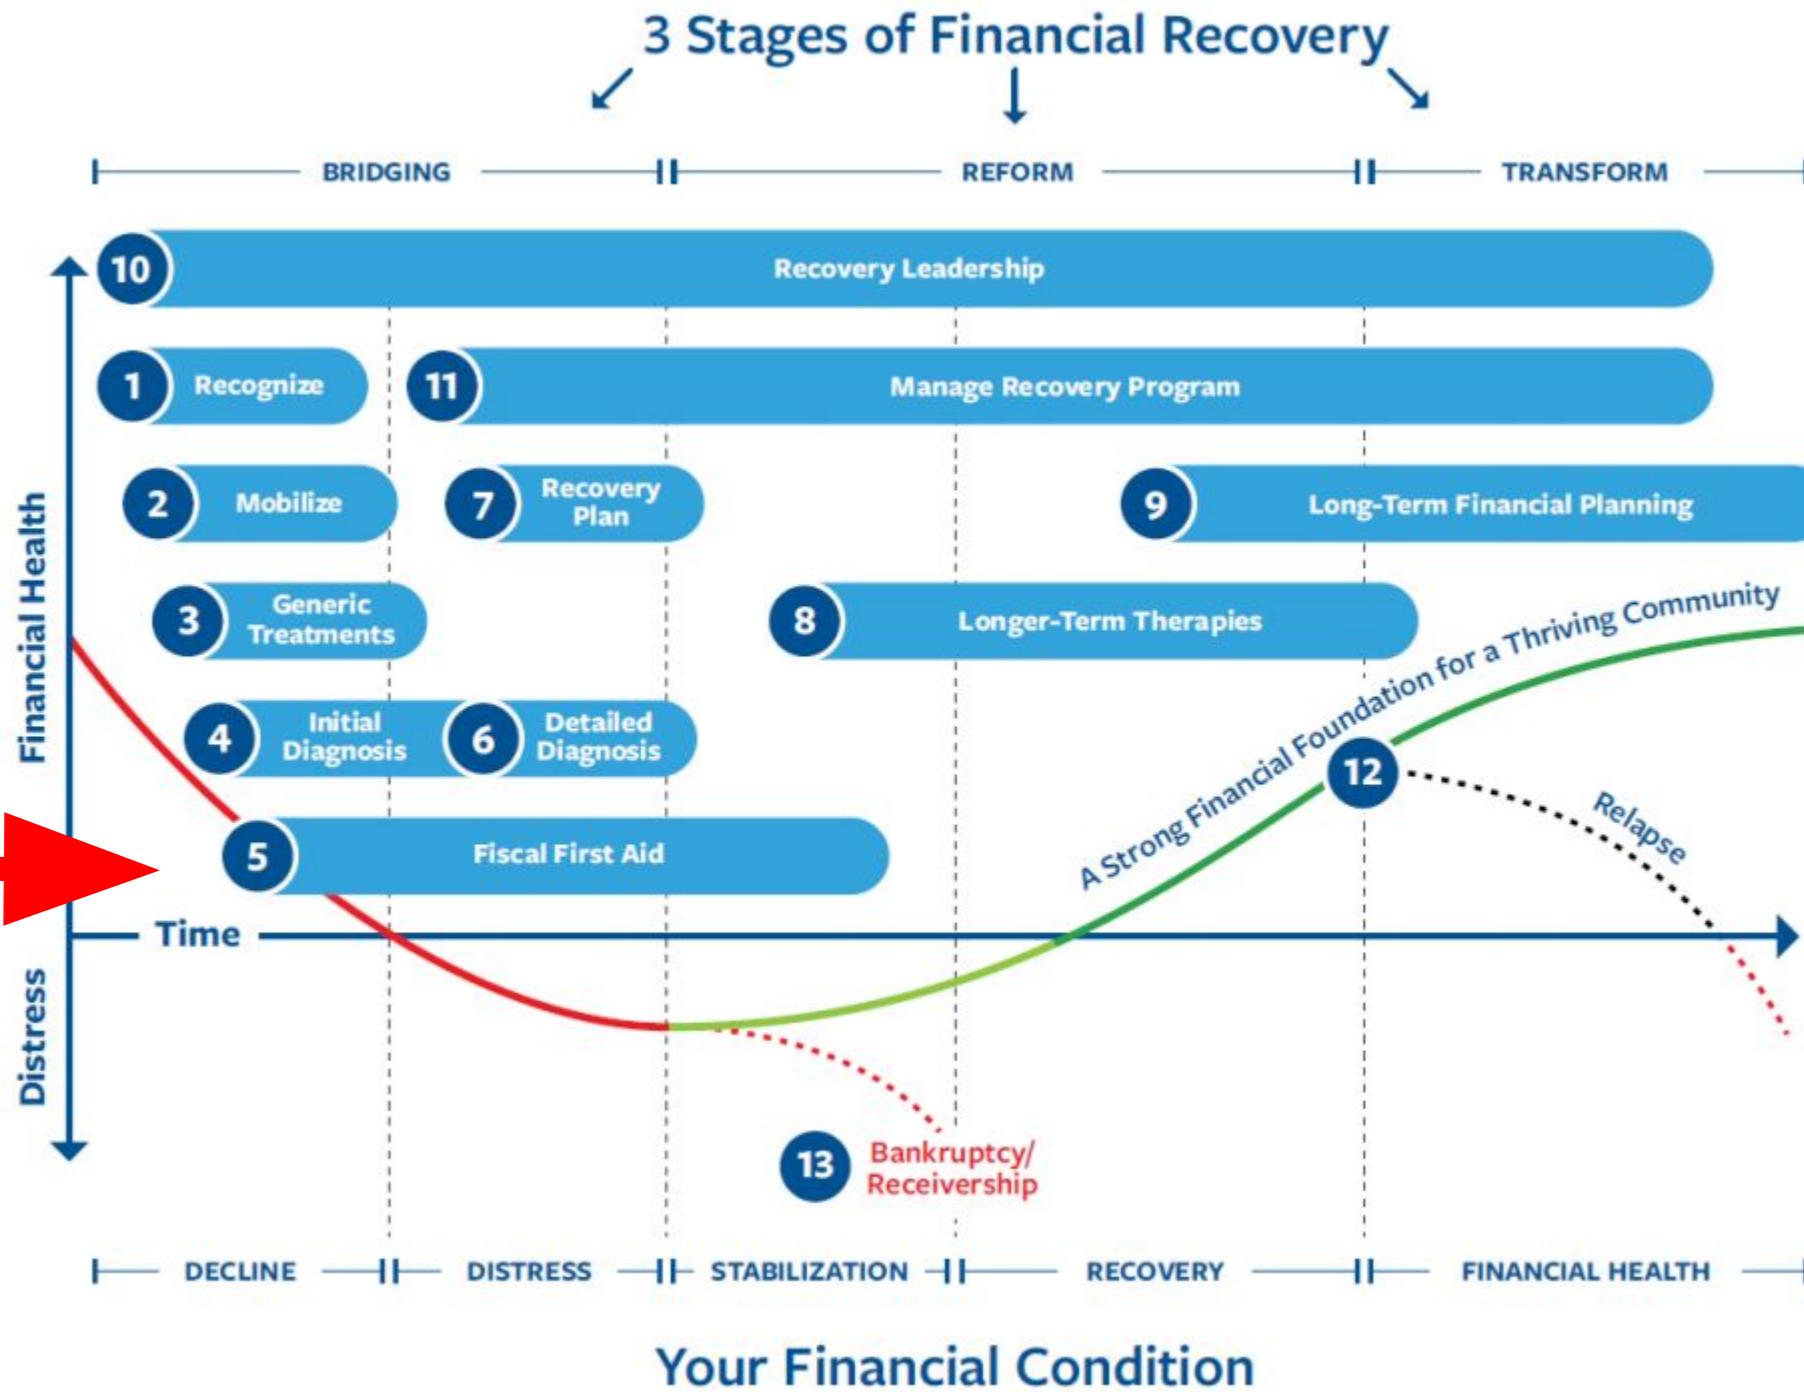 3 Stages of Financial Recovery
BRIDGING
REFORM
TRANSFORM
10 Recovery Leadership
1 Recognize
11 Manage Recovery Program
2 Mobilize
7 Recovery
Plan
9 Long-Term Financial Planning
3 Generic
Treatments
8 Longer-Term Therapies
4 Initial
Diagnosis
6 Detailed
Diagnosis
5 Fiscal First Aid
A Strong Financial Foundation for a Thriving Community
12
Relapse
Financial Health
Time
Distress
13 Bankruptcy/
Receivership
DECLINE
DISTRESS
STABILIZATION
RECOVERY
FINANCIAL HEALTH
Your Financial Condition